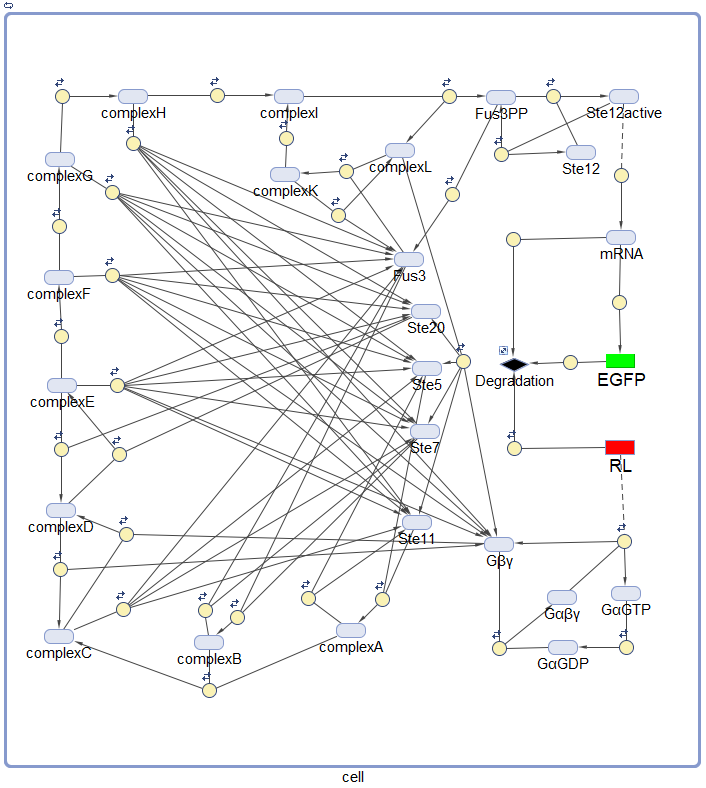 complexH
complexI
Fus3PP
Ste12active
complexG
complexK
complexL
Ste12
mRNA
complexF
Fus3
Ste20
complexE
Ste5
Degradation
EGFP
Ste7
RL
complexD
Ste11
Gβγ
Gαβγ
GαGTP
complexC
complexB
complexA
GαGDP
cell